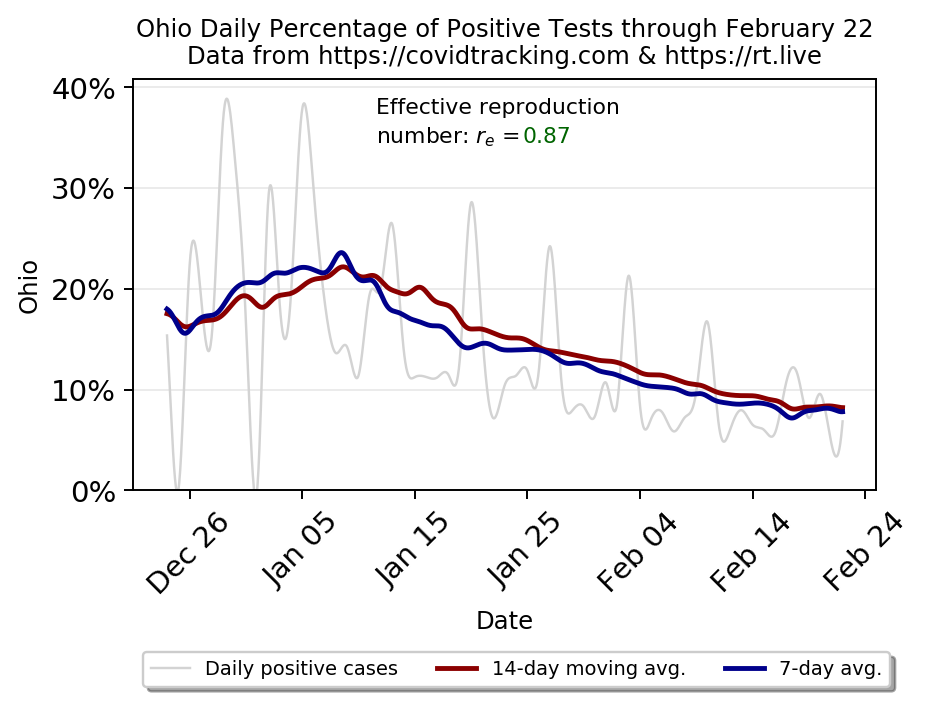 Ohio Daily Percentage of Positive Tests through February 22
Data from https://covidtracking.com & https://rt.live
Effective reproduction
number: rₑ =0.87
40%
30%
20%
10%
0%
Ohio
Dec 26
Jan 05
Jan 15
Jan 25
Feb 04
Feb 14
Feb 24
Date
Daily positive cases 14-day moving avg. 7-day avg.